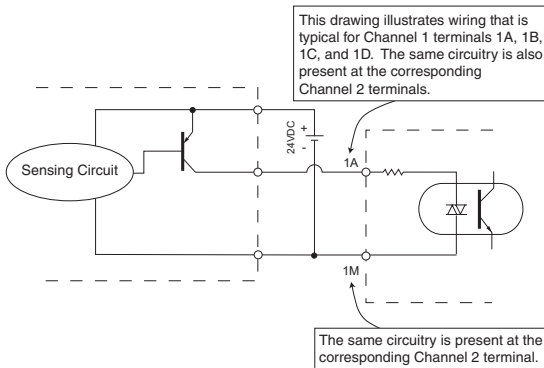 This drawing illustrates wiring that is
typical for Channel 1 terminals 1A, 1B,
1C, and 1D. The same circuitry is also
present at the corresponding
Channel 2 terminals.
24VDC
+
-
1A
Sensing Circuit
1M
The same circuitry is present at the
corresponding Channel 2 terminal.